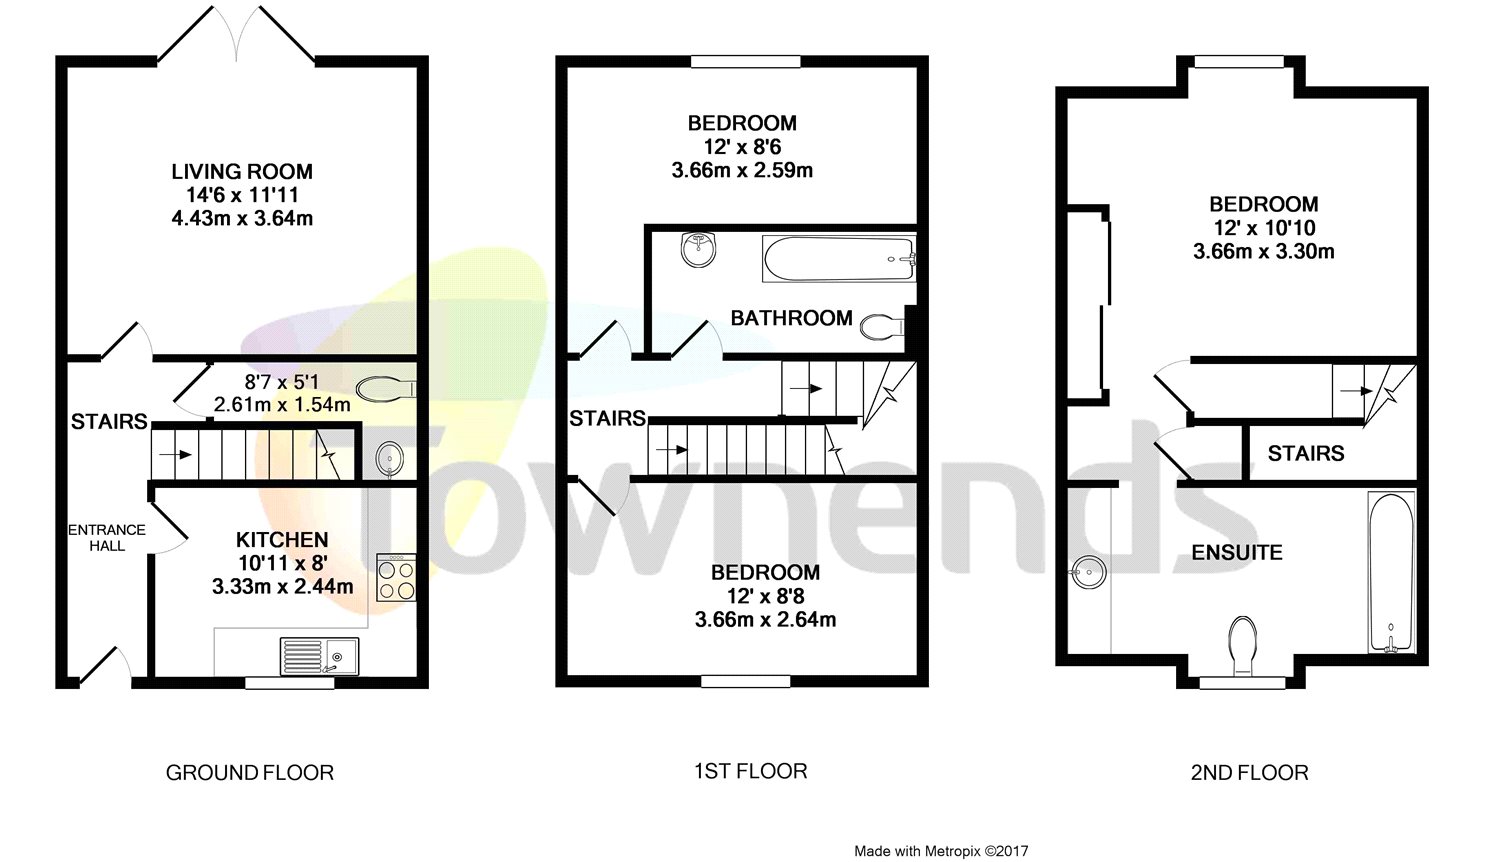 LIVING ROOM
14'6 x 11'11
4.43m x 3.64m
8'7 x 5'1
2.61m x 1.54m
STAIRS
ENTRANCE
HALL
KITCHEN
10'11 x 8'
3.33m x 2.44m
GROUND FLOOR
BEDROOM
12' x 8'6
3.66m x 2.59m
BATHROOM
STAIRS
BEDROOM
12' x 8'8
3.66m x 2.64m
1ST FLOOR
BEDROOM
12' x 10'10
3.66m x 3.30m
STAIRS
ENSUITE
2ND FLOOR
Townends
Made with Metropix ©2017